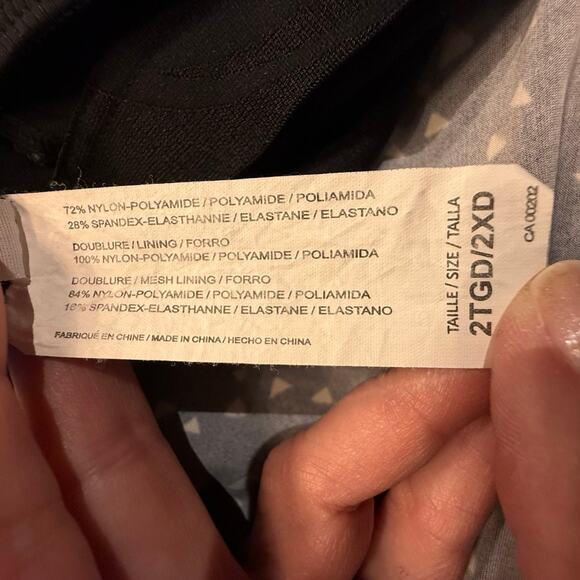 72% NYLON-POLYAMIDE / POLYAMIDE / POLIAMIDA
28% SPANDEX-ELASTHANNE / ELASTANE / ELASTANO
DOUBLURE / LINING / FORRO
100% NYLON-POLYAMIDE / POLYAMIDE / POLIAMIDA
DOUBLURE / MESH LINING / FORRO
84% NYLON-POLYAMIDE / POLYAMIDE / POLIAMIDA
16% SPANDEX-ELASTHANNE / ELASTANE / ELASTANO
FABRIQUÉ EN CHINE / MADE IN CHINA / HECHO EN CHINA
TAILLE / SIZE / TALLA
2TGD/2XD
CA 00202